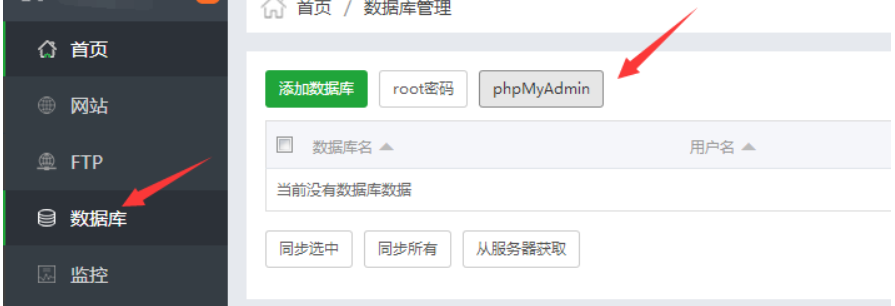 首页 / 数据库管理
首页
网站
FTP
数据库
监控
添加数据库 root密码 phpMyAdmin
数据库名 用户名
当前没有数据库数据
同步选中 同步所有 从服务器获取